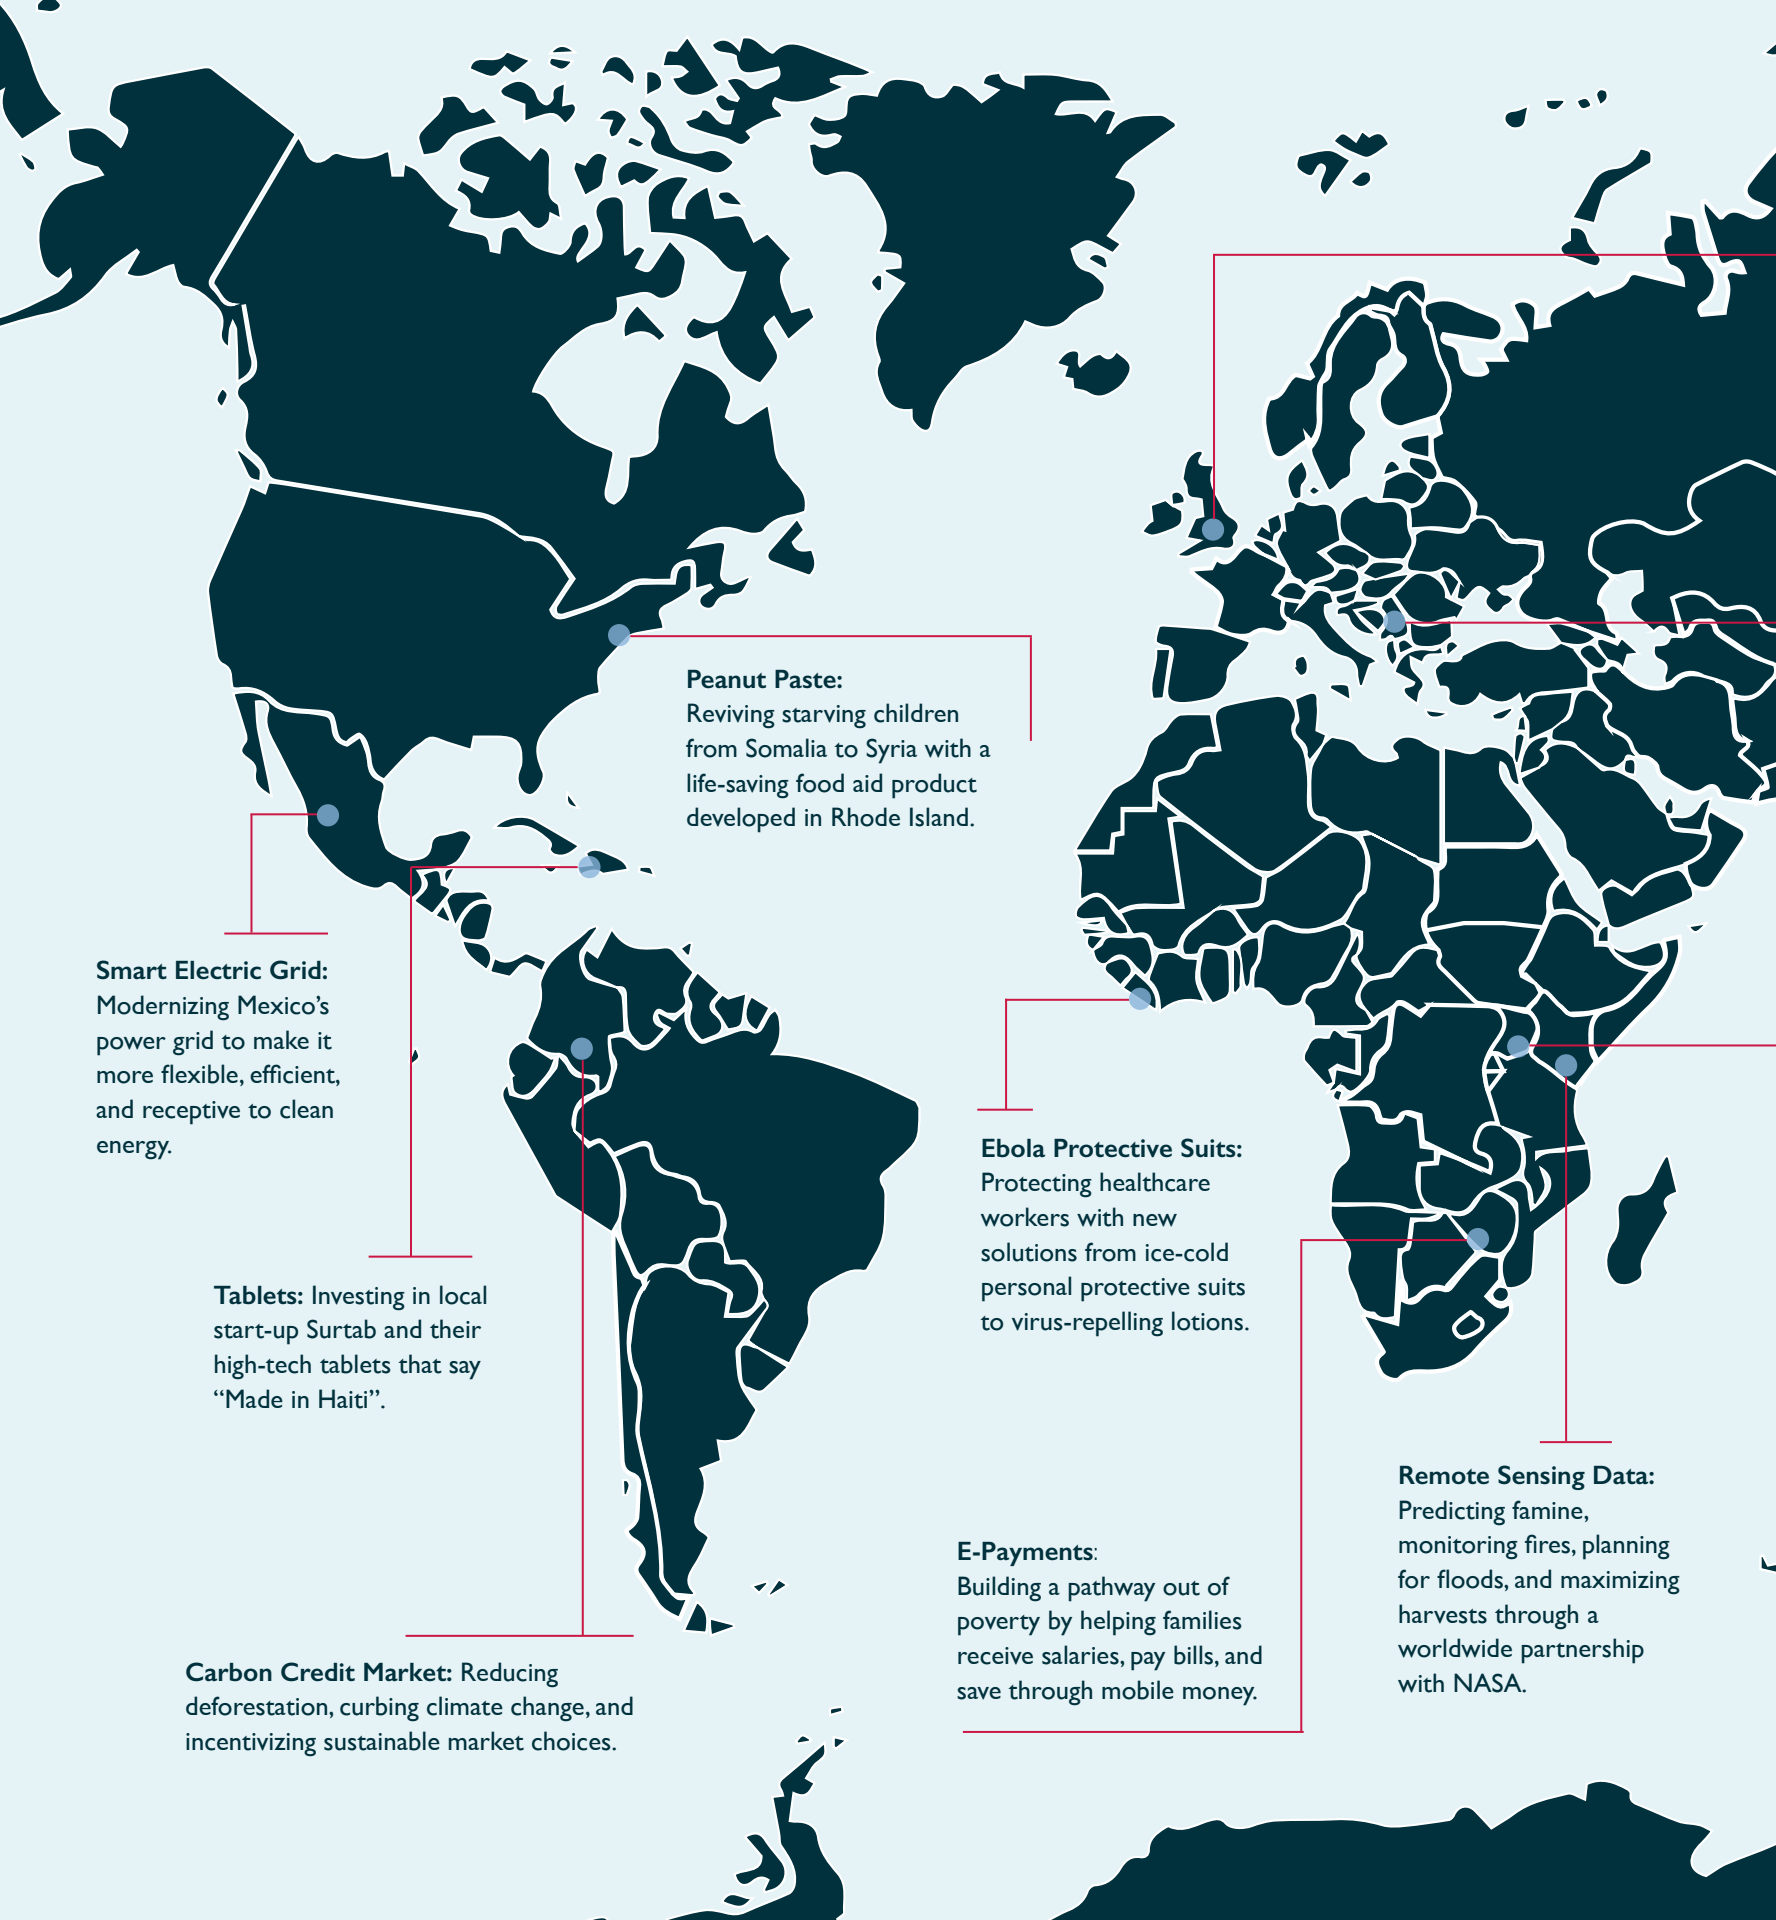 Peanut Paste:
Reviving starving children
from Somalia to Syria with a
life-saving food aid product
developed in Rhode Island.
Smart Electric Grid:
Modernizing Mexico’s
power grid to make it
more flexible, efficient,
and receptive to clean
energy.
Ebola Protective Suits:
Protecting healthcare
workers with new
solutions from ice-cold
personal protective suits
to virus-repelling lotions.
Tablets: Investing in local
start-up Surtab and their
high-tech tablets that say
“Made in Haiti”.
Remote Sensing Data:
Predicting famine,
monitoring fires, planning
for floods, and maximizing
harvests through a
worldwide partnership
with NASA.
E-Payments:
Building a pathway out of
poverty by helping families
receive salaries, pay bills, and
save through mobile money.
Carbon Credit Market: Reducing
deforestation, curbing climate change, and
incentivizing sustainable market choices.